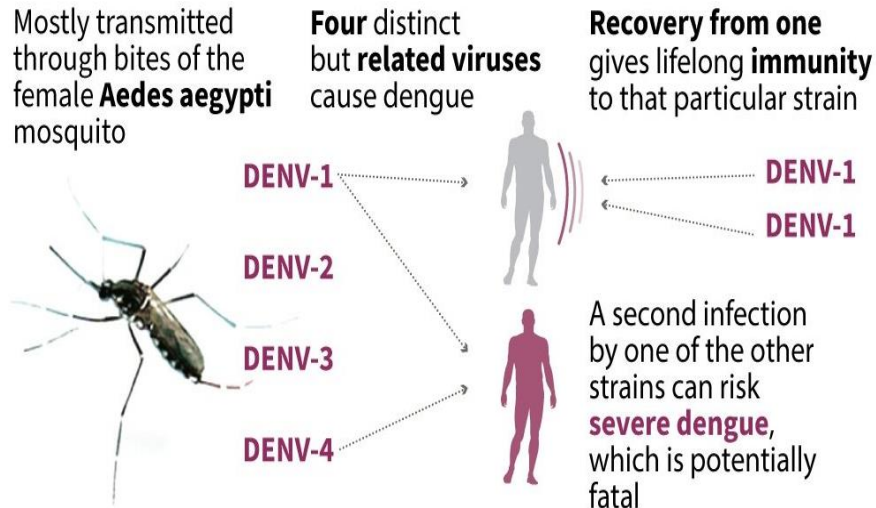 Mostly transmitted
through bites of the
female Aedes aegypti
mosquito
Four distinct
but related viruses
cause dengue
Recovery from one
gives lifelong immunity
to that particular strain
DENV-1
DENV-2
DENV-3
DENV-4
DENV-1
DENV-1
A second infection
by one of the other
strains can risk
severe dengue,
which is potentially
fatal